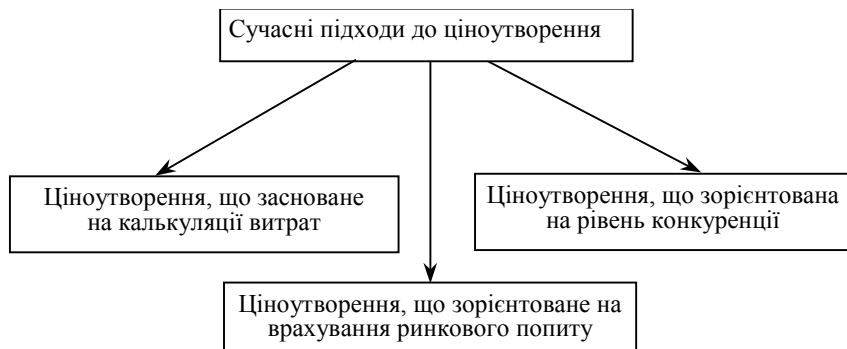 Сучасні підходи до ціноутворення
Ціноутворення, що засноване
на калькуляції витрат
Ціноутворення, що зорієнтована
на рівень конкуренції
Ціноутворення, що зорієнтоване на
врахування ринкового попиту